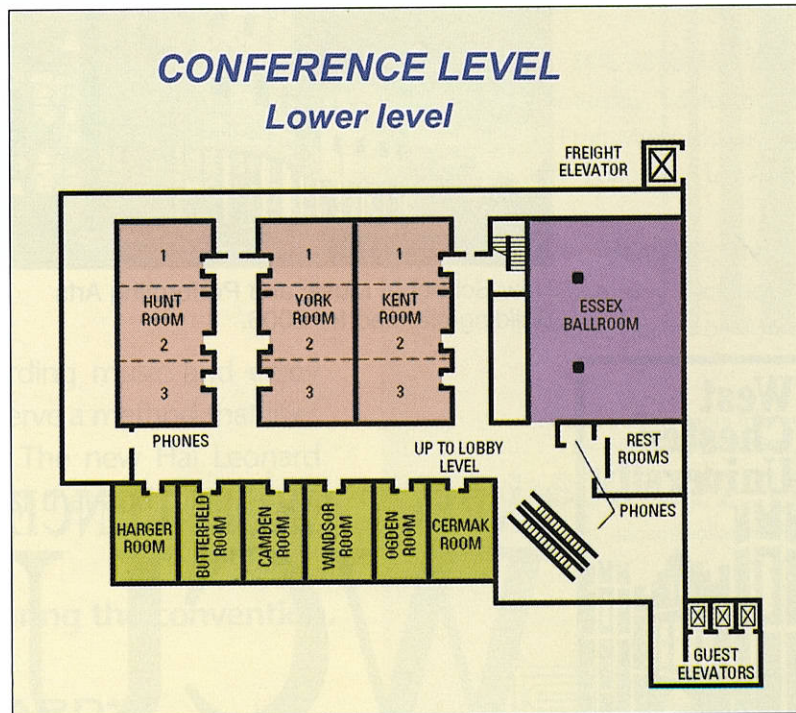 CONFERENCE LEVEL
Lower level
FREIGHT
ELEVATOR
1
1
1
HUNT
ROOM
YORK
ROOM
KENT
ROOM
ESSEX
BALLROOM
2
2
2
3
3
3
PHONES
UP TO LOBBY
LEVEL
REST
ROOMS
PHONES
HARGER
ROOM
BUTTERFIELD
ROOM
CAMDEN
ROOM
WINDSOR
ROOM
OGDEN
ROOM
CERMAK
ROOM
GUEST
ELEVATORS